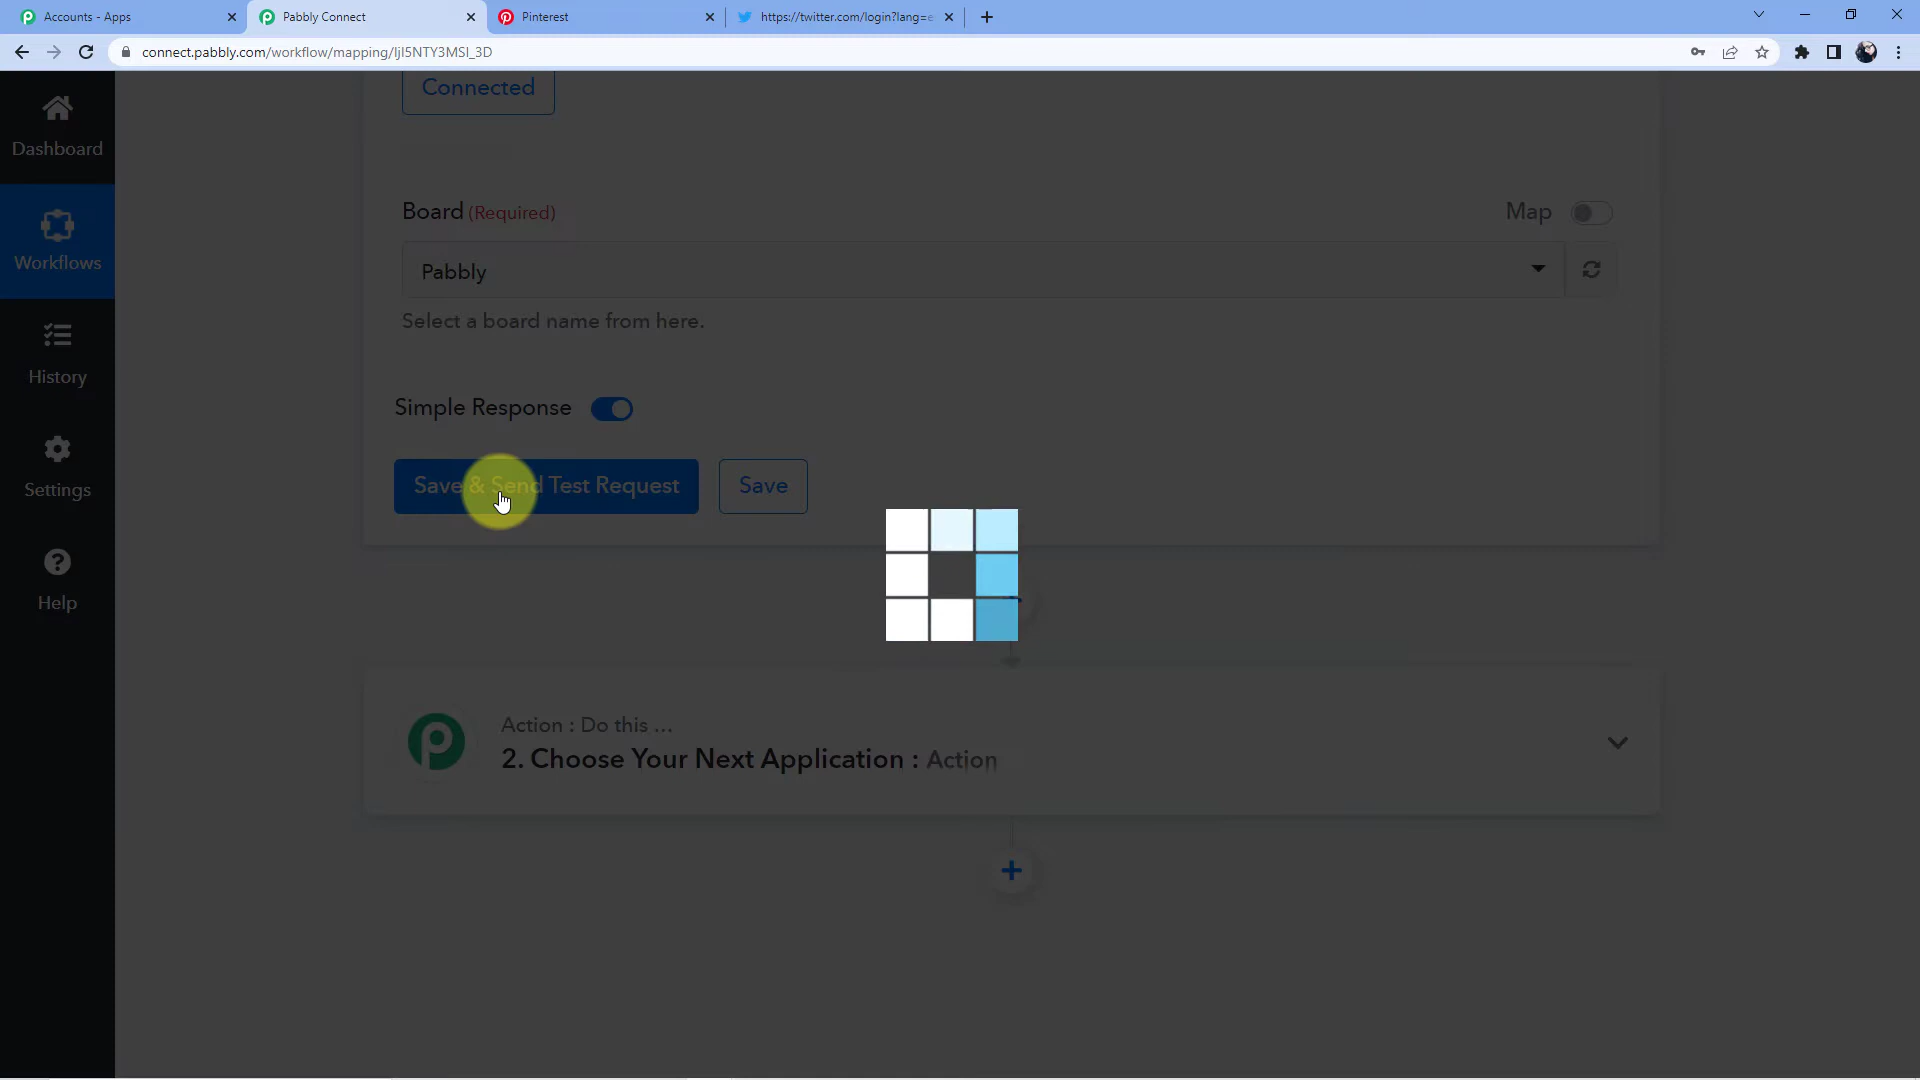 Accounts - Apps
Pabbly Connect
Pinterest
https://twitter.com/login?lang=e
connect.pabbly.com/workflow/mapping/IjI5NTY3MSI_3D
Dashboard
Workflows
History
Settings
Help
Connected
Board (Required)
Map
Pabbly
Select a board name from here.
Simple Response
Save & Send Test Request
Save
Action : Do this ...
2. Choose Your Next Application : Action